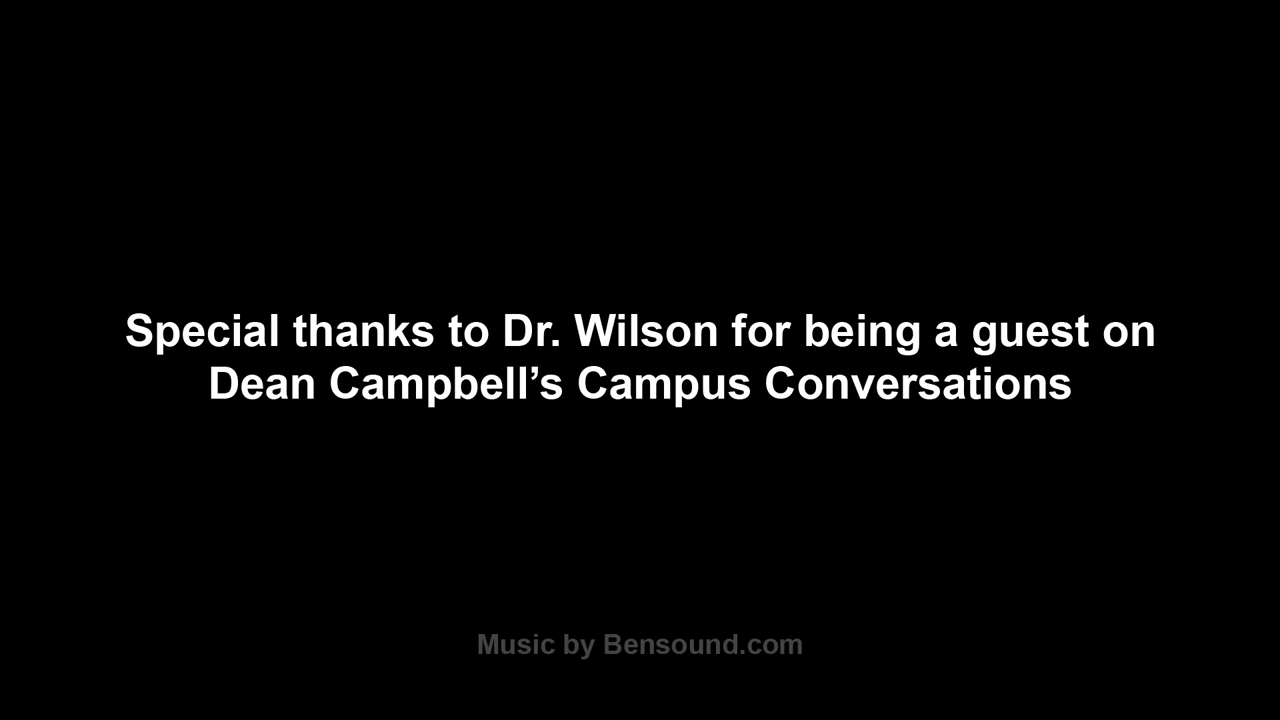 Special thanks to Dr. Wilson for being a guest on
Dean Campbell’s Campus Conversations
Music by Bensound.com